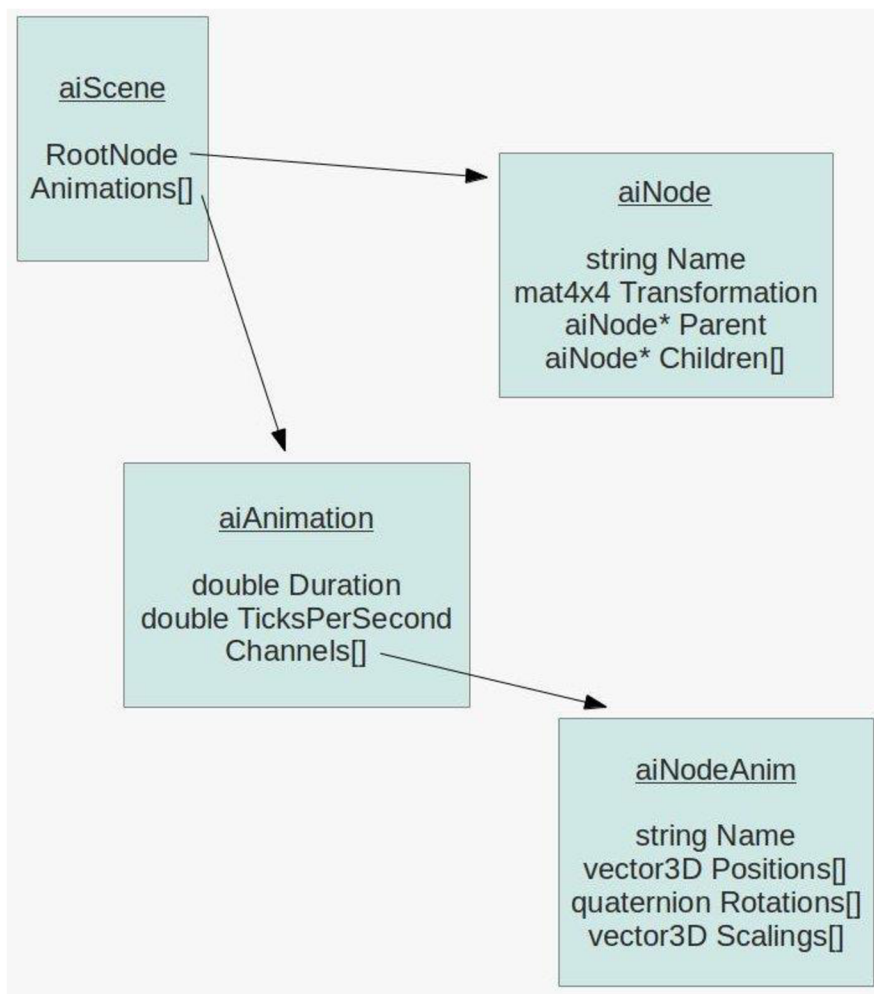 aiScene
RootNode
Animations[]
aiNode
string Name
mat4x4 Transformation
aiNode* Parent
aiNode* Children[]
aiAnimation
double Duration
double TicksPerSecond
Channels[]
aiNodeAnim
string Name
vector3D Positions[]
quaternion Rotations[]
vector3D Scalings[]